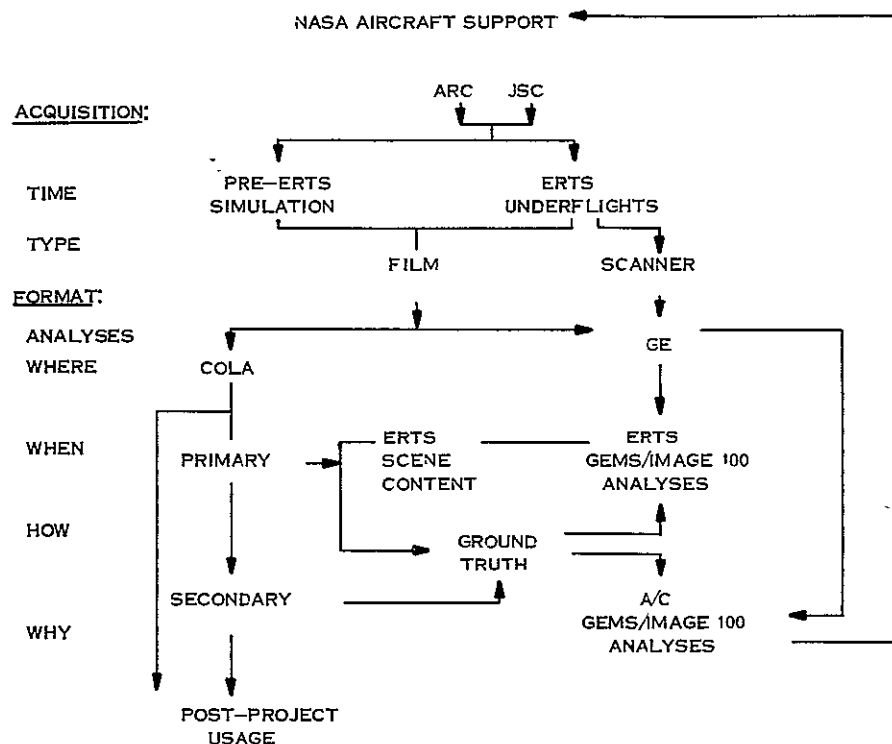 NASA AIRCRAFT SUPPORT
ARC JSC
ACQUISITION:
TIME
PRE-ERTS
SIMULATION
ERTS
UNDERFLIGHTS
TYPE
FILM
SCANNER
FORMAT:
ANALYSES
WHERE
COLA
GE
WHEN
PRIMARY
ERTS
SCENE
CONTENT
ERTS
GEMS/IMAGE 100
ANALYSES
HOW
GROUND
TRUTH
SECONDARY
A/C
GEMS/IMAGE 100
ANALYSES
WHY
POST-PROJECT
USAGE